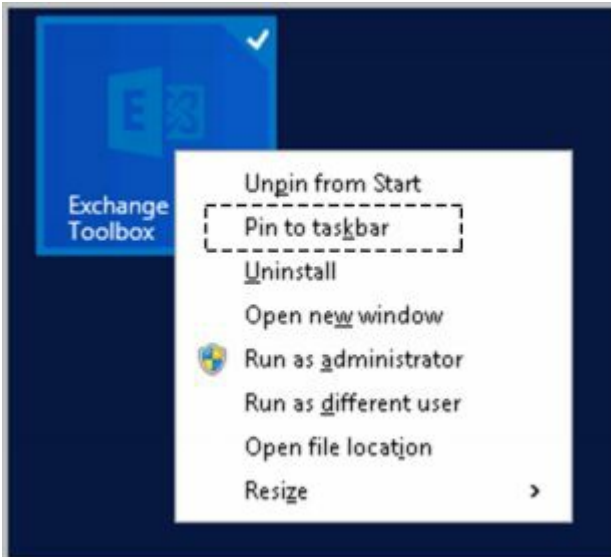 E
Exchange
Toolbox
Unpin from Start
Pin to taskbar
Uninstall
Open new window
Run as administrator
Run as different user
Open file location
Resize